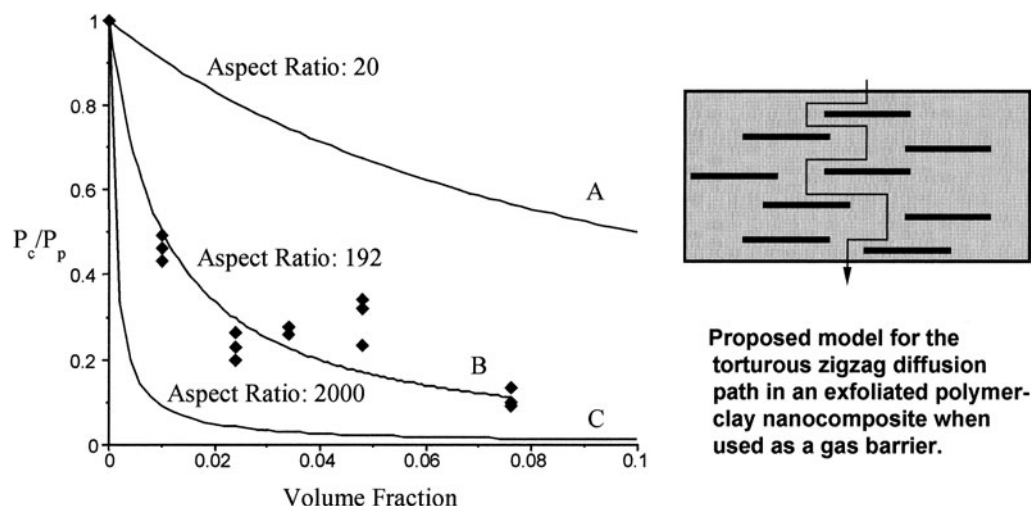 1
0.8
0.6
0.4
0.2
0
P_c/P_p
Aspect Ratio: 20
A
Aspect Ratio: 192
B
Aspect Ratio: 2000
C
0
0.02
0.04
0.06
0.08
0.1
Volume Fraction
Proposed model for the
torturous zigzag diffusion
path in an exfoliated polymer-
clay nanocomposite when
used as a gas barrier.